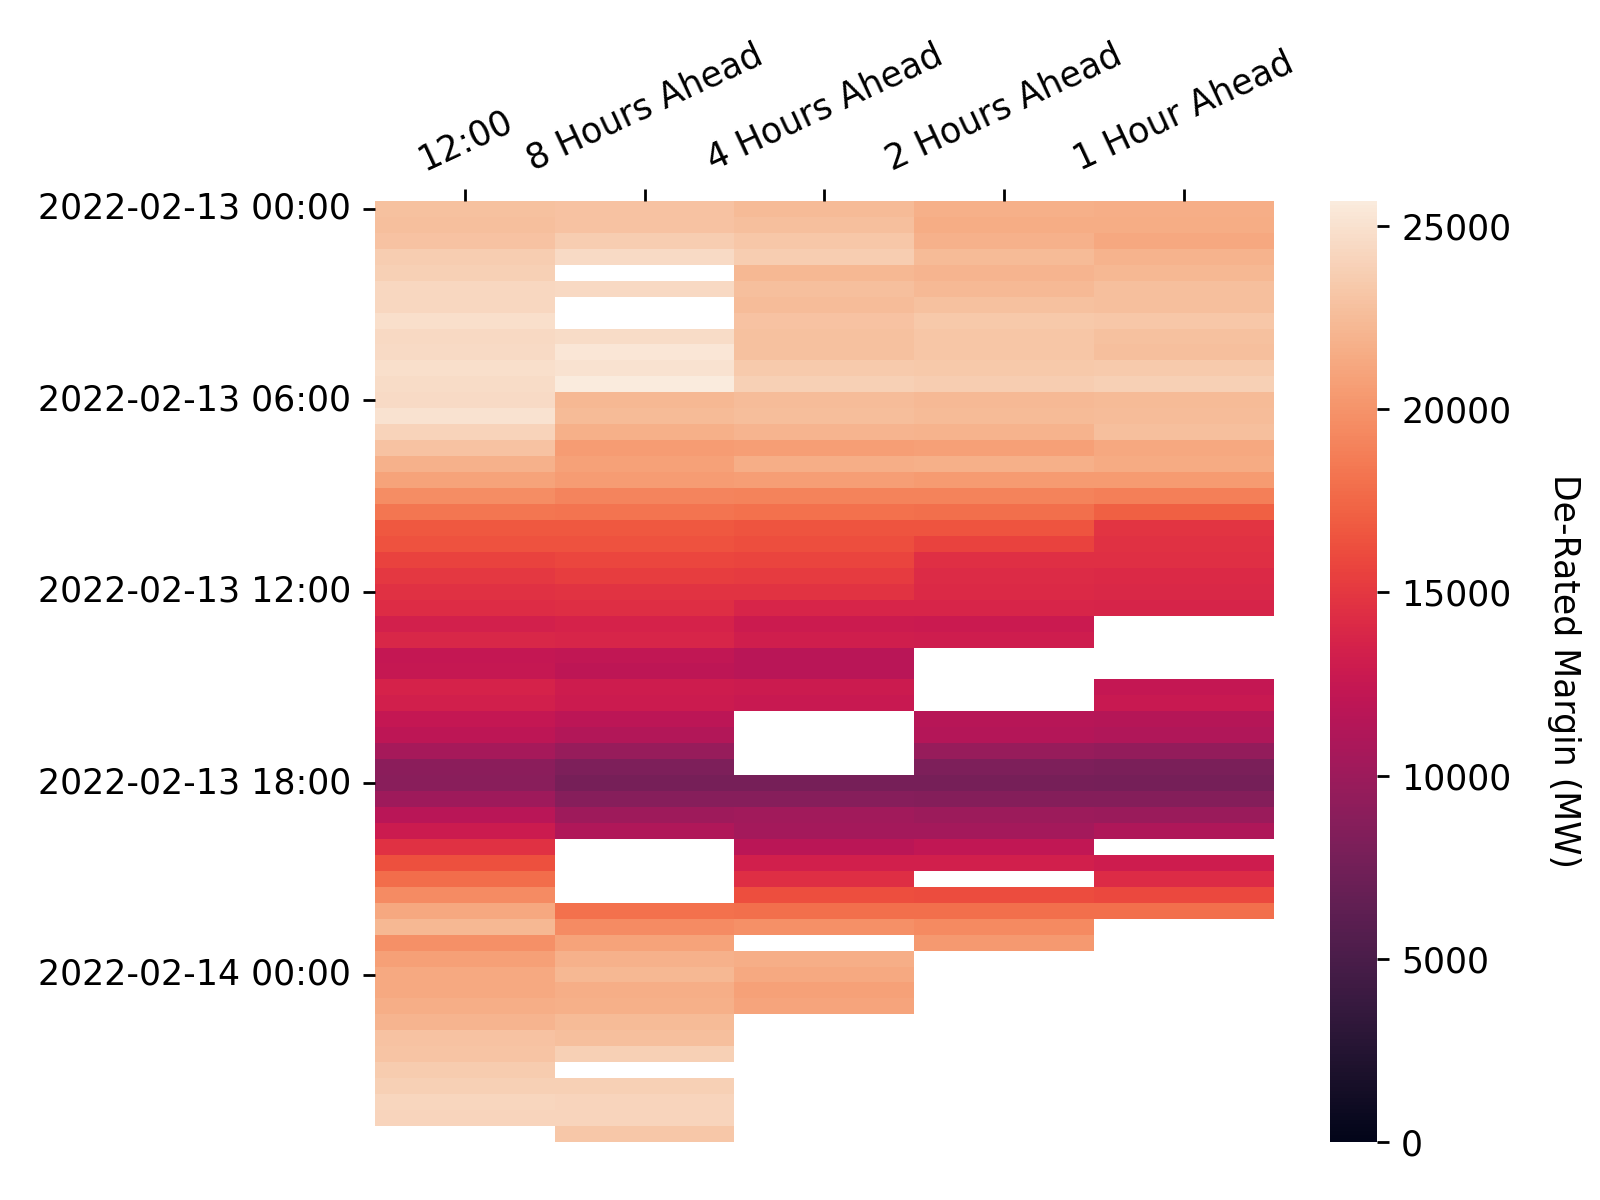 12:00
8 Hours Ahead
4 Hours Ahead
2 Hours Ahead
1 Hour Ahead
2022-02-13 00:00
2022-02-13 06:00
2022-02-13 12:00
2022-02-13 18:00
2022-02-14 00:00
25000
20000
15000
10000
5000
0
De-Rated Margin (MW)